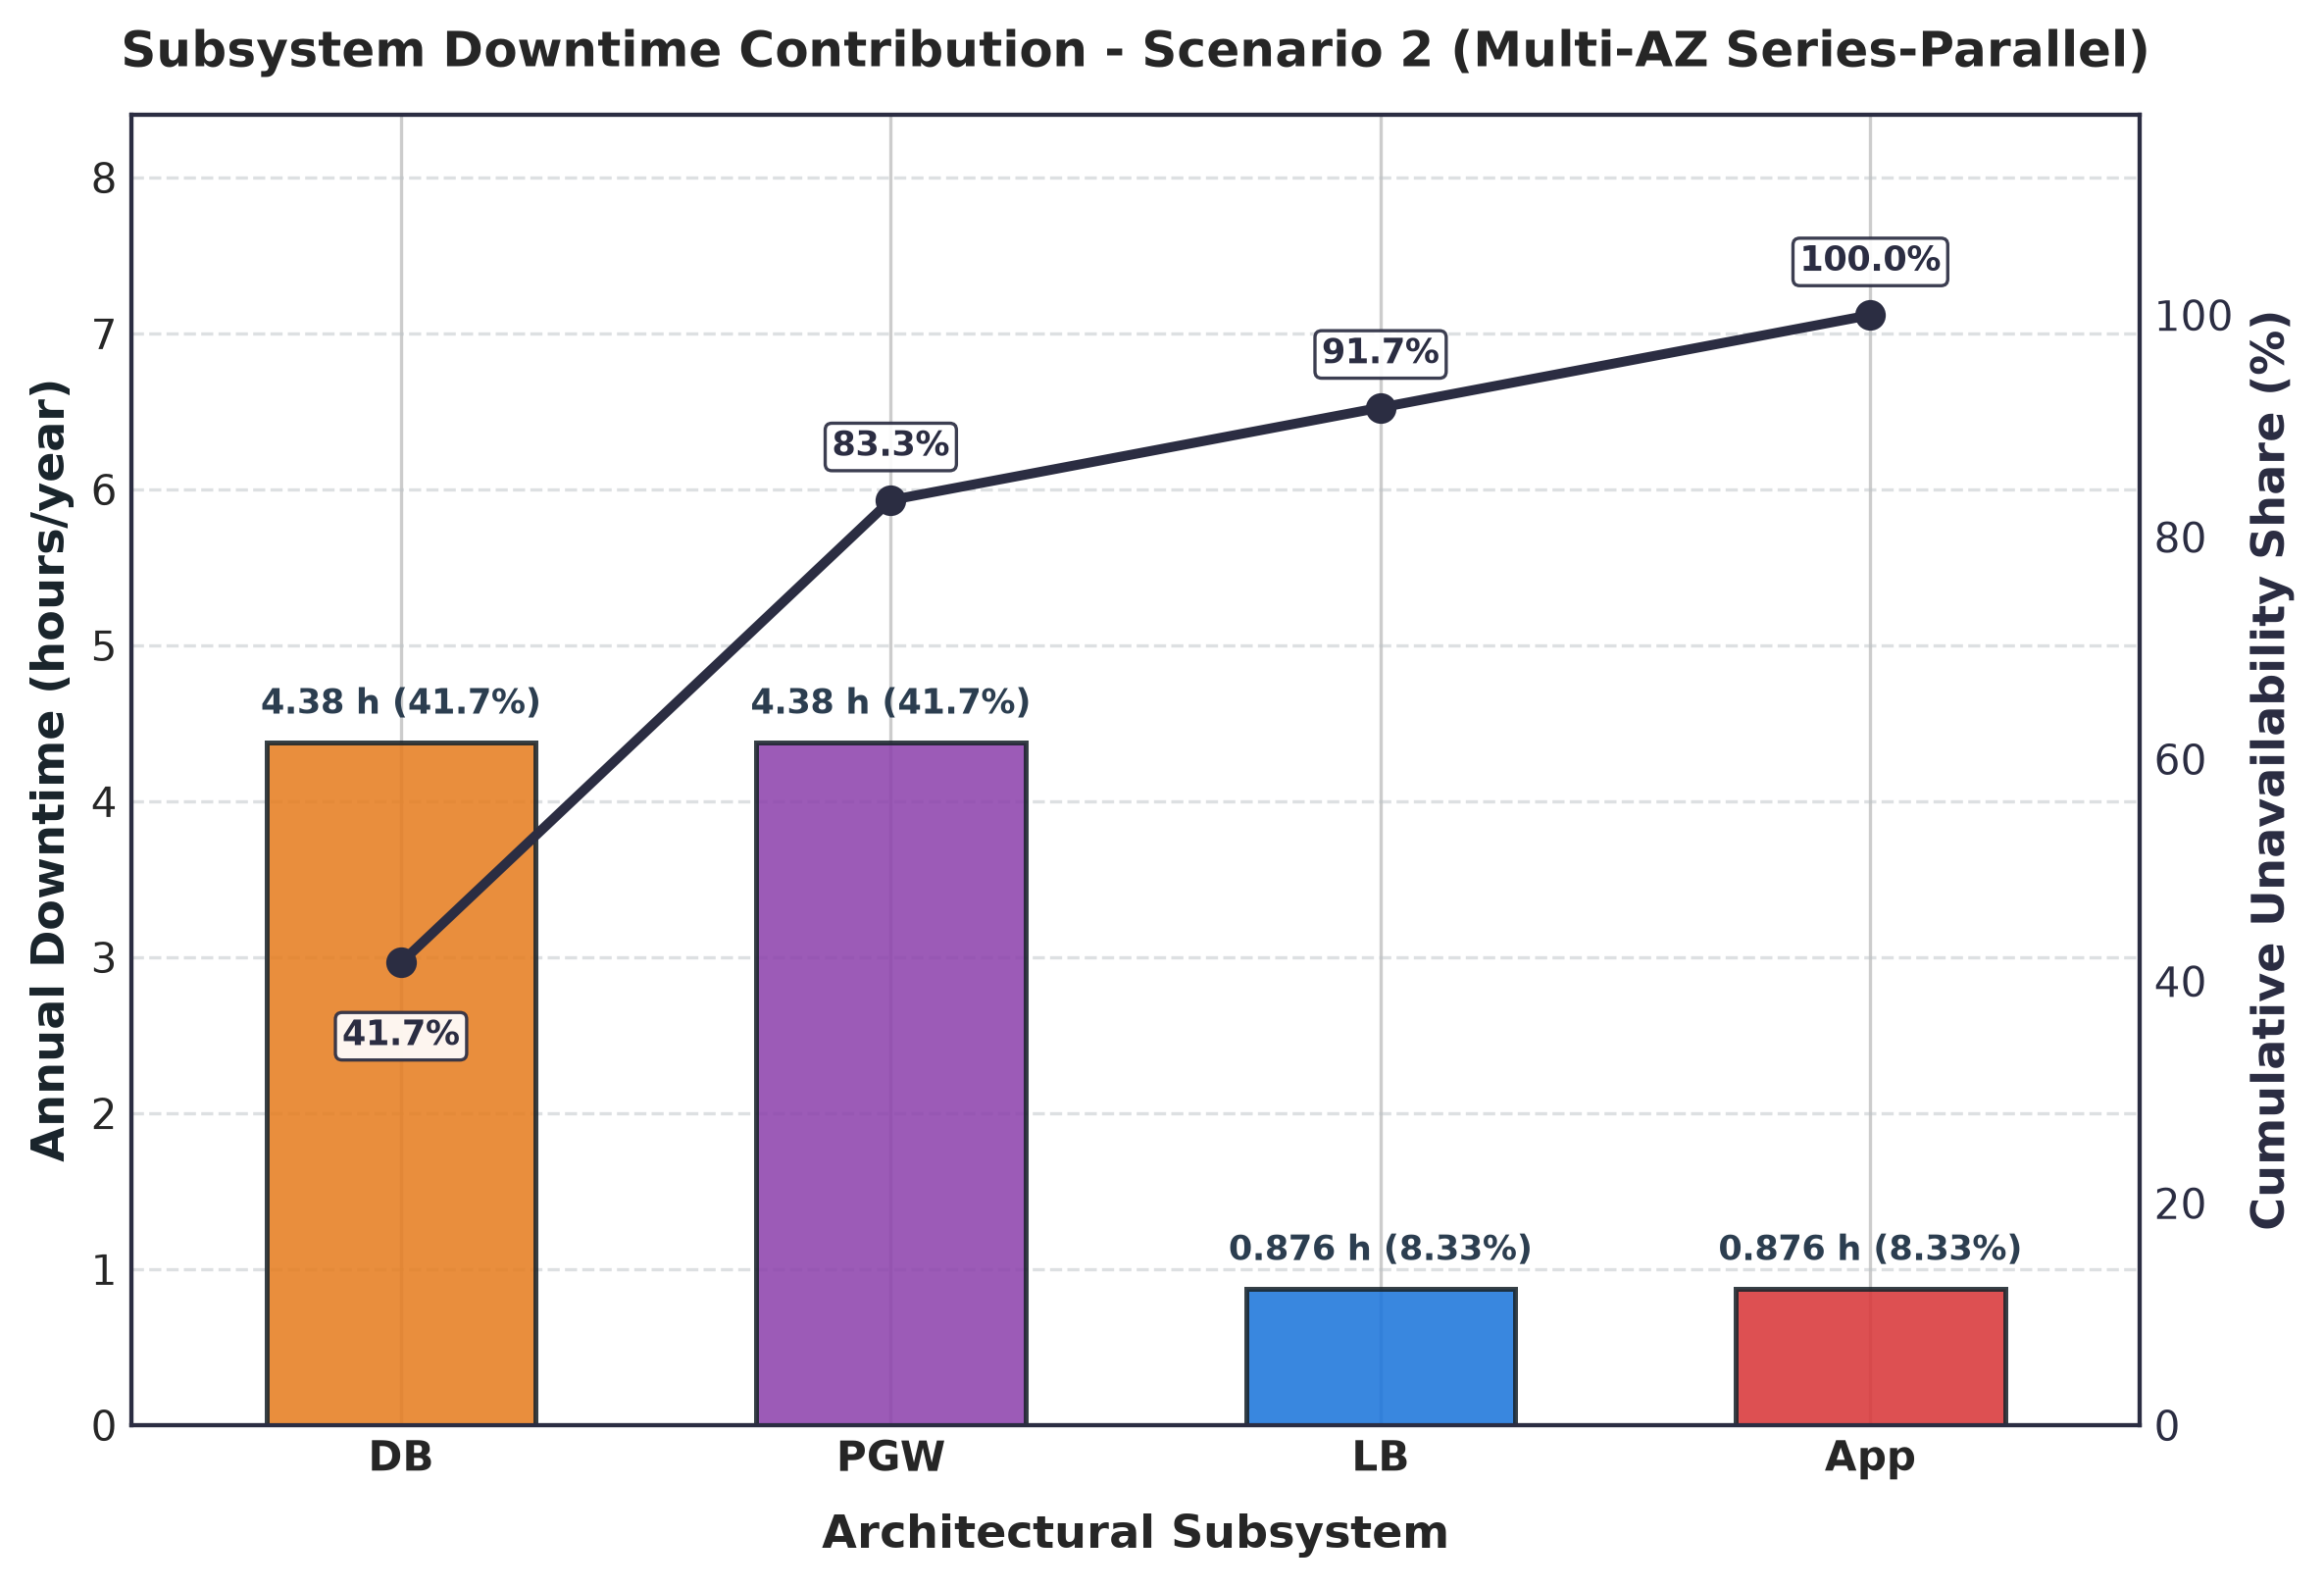 Subsystem Downtime Contribution - Scenario 2 (Multi-AZ Series-Parallel)
Annual Downtime (hours/year)
8
7
6
5
4
3
2
1
0
4.38 h (41.7%)
4.38 h (41.7%)
0.876 h (8.33%)
0.876 h (8.33%)
41.7%
83.3%
91.7%
100.0%
100
80
60
40
20
0
Cumulative Unavailability Share (%)
DB
PGW
LB
App
Architectural Subsystem